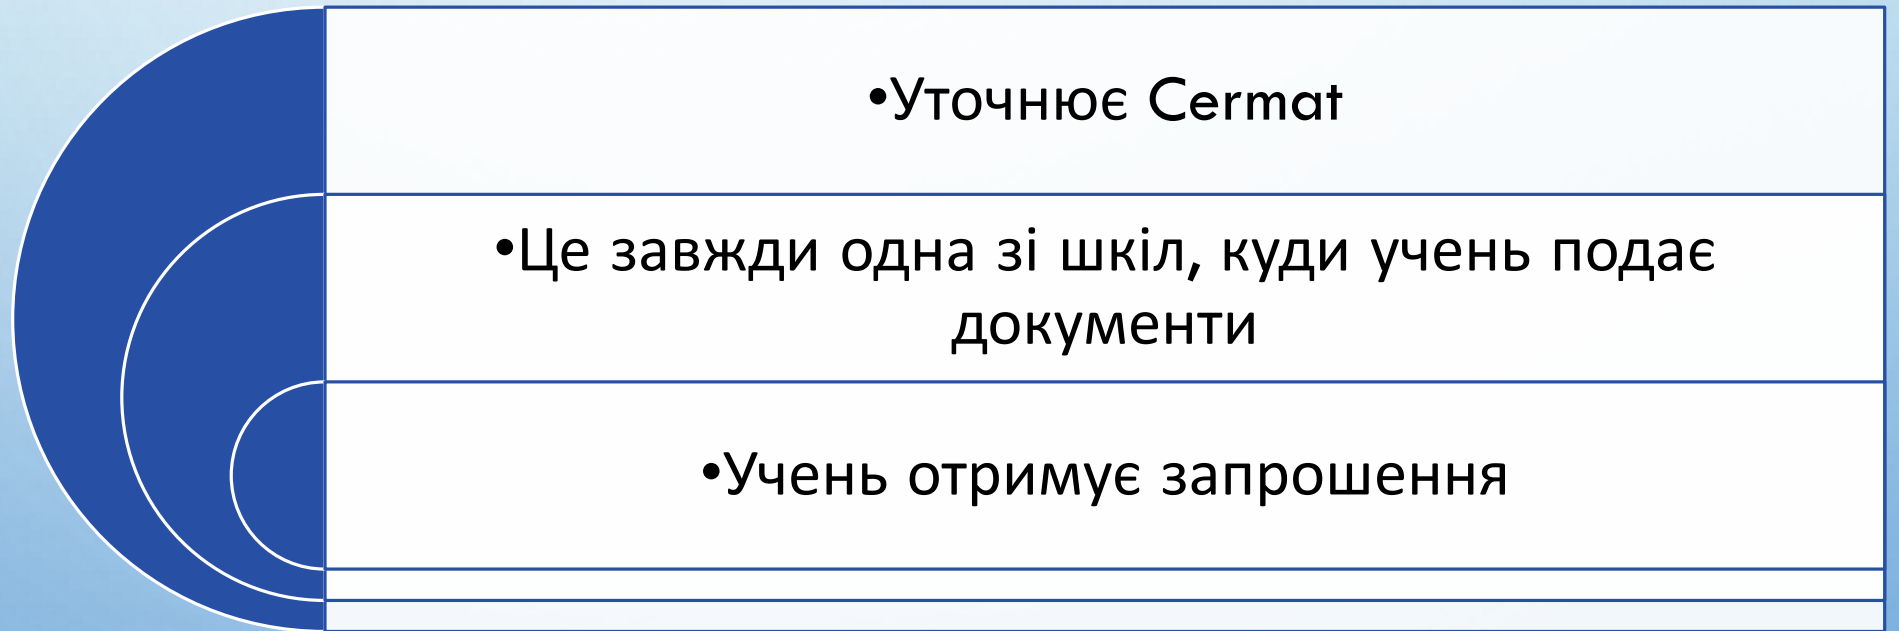 •Уточнює Cermat
•Це завжди одна зі шкіл, куди учень подає
документи
•Учень отримує запрошення